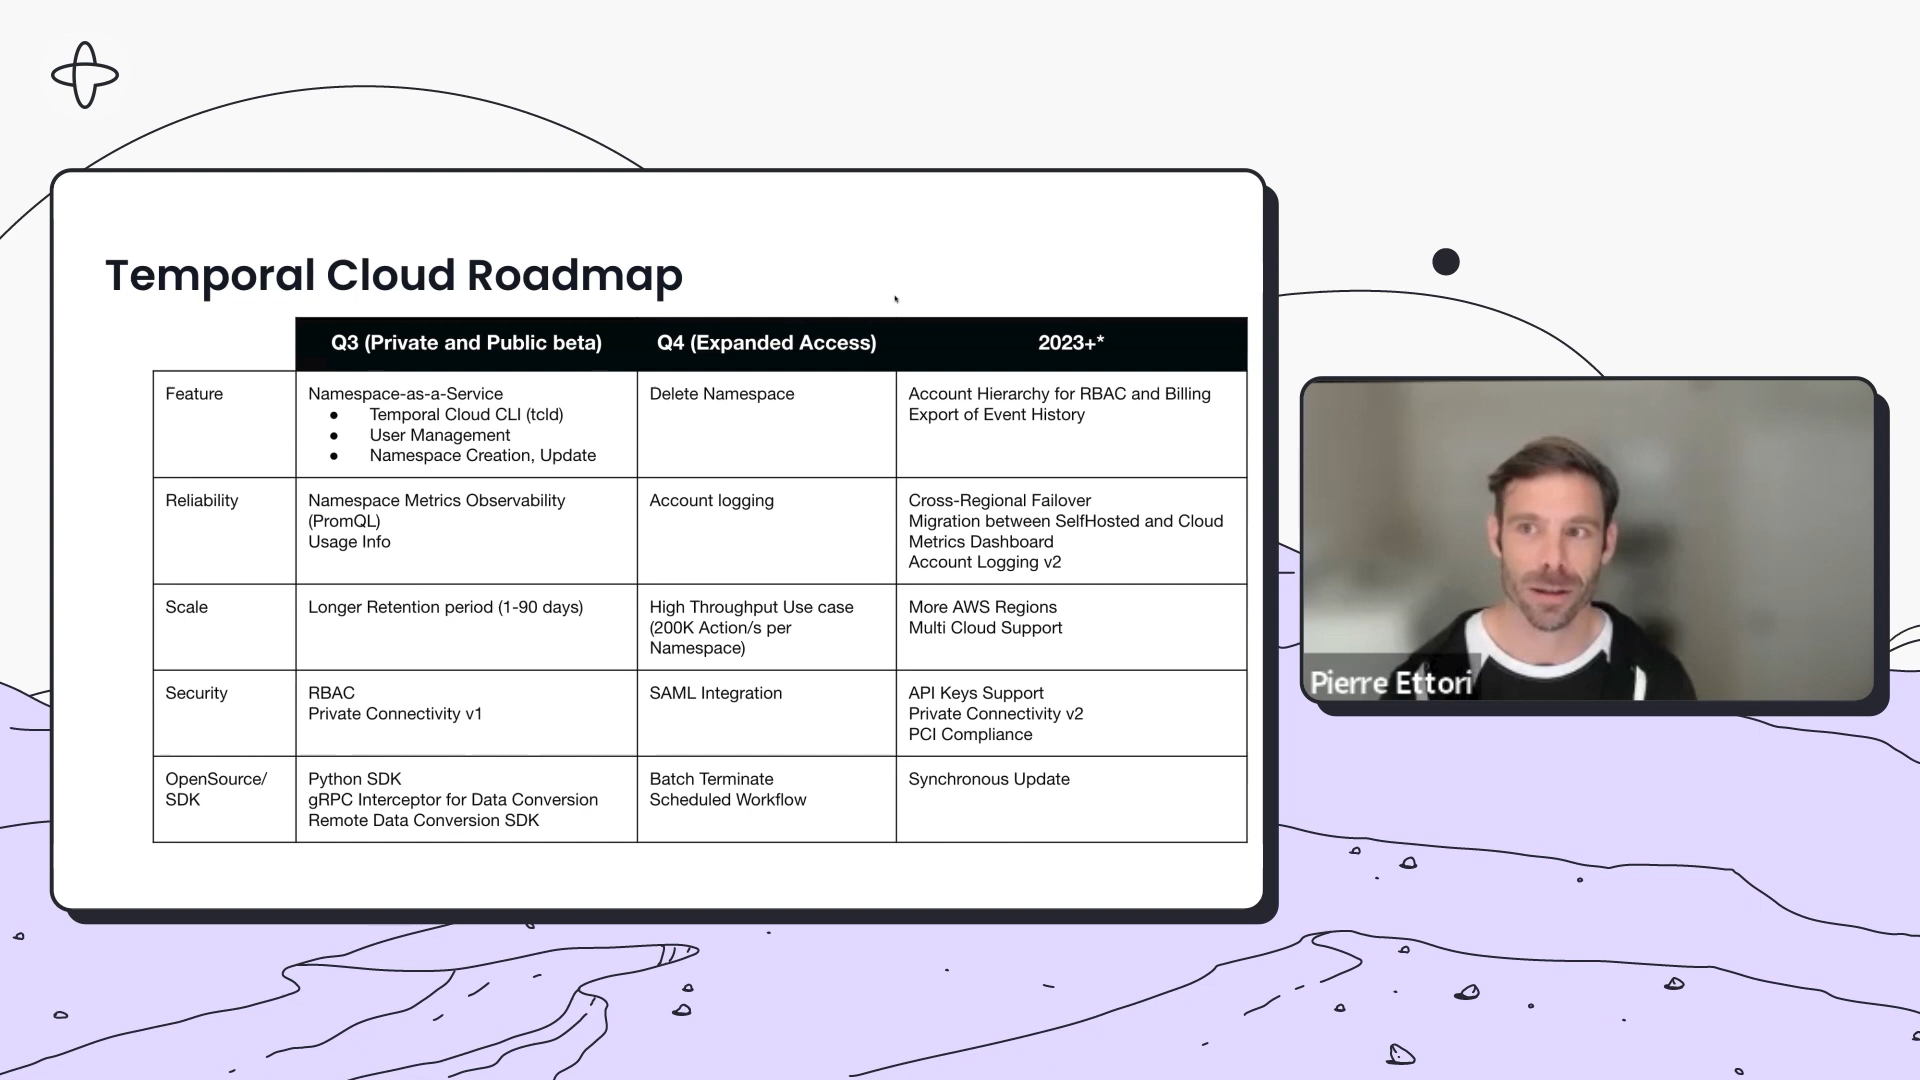 Temporal Cloud Roadmap
Q3 (Private and Public beta)
Q4 (Expanded Access)
2023+*
Feature
Namespace-as-a-Service
● Temporal Cloud CLI (tcld)
● User Management
● Namespace Creation, Update
Delete Namespace
Account Hierarchy for RBAC and Billing
Export of Event History
Reliability
Namespace Metrics Observability
(PromQL)
Usage Info
Account logging
Cross-Regional Failover
Migration between SelfHosted and Cloud
Metrics Dashboard
Account Logging v2
Scale
Longer Retention period (1-90 days)
High Throughput Use case
(200K Action/s per
Namespace)
More AWS Regions
Multi Cloud Support
Security
RBAC
Private Connectivity v1
SAML Integration
API Keys Support
Private Connectivity v2
PCI Compliance
OpenSource/
SDK
Python SDK
gRPC Interceptor for Data Conversion
Remote Data Conversion SDK
Batch Terminate
Scheduled Workflow
Synchronous Update
Pierre Ettori